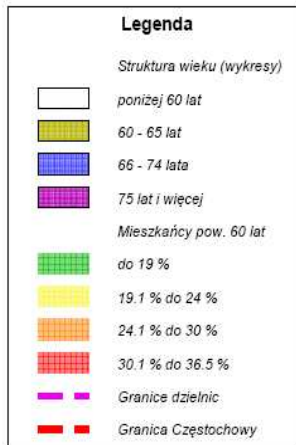 Legenda
Struktura wieku (wykresy)
poniżej 60 lat
60 - 65 lat
66 - 74 lata
75 lat i więcej
Mieszkańcy pow. 60 lat
do 19 %
19.1 % do 24 %
24.1 % do 30 %
30.1 % do 36.5 %
Granice dzielnic
Granica Częstochowy